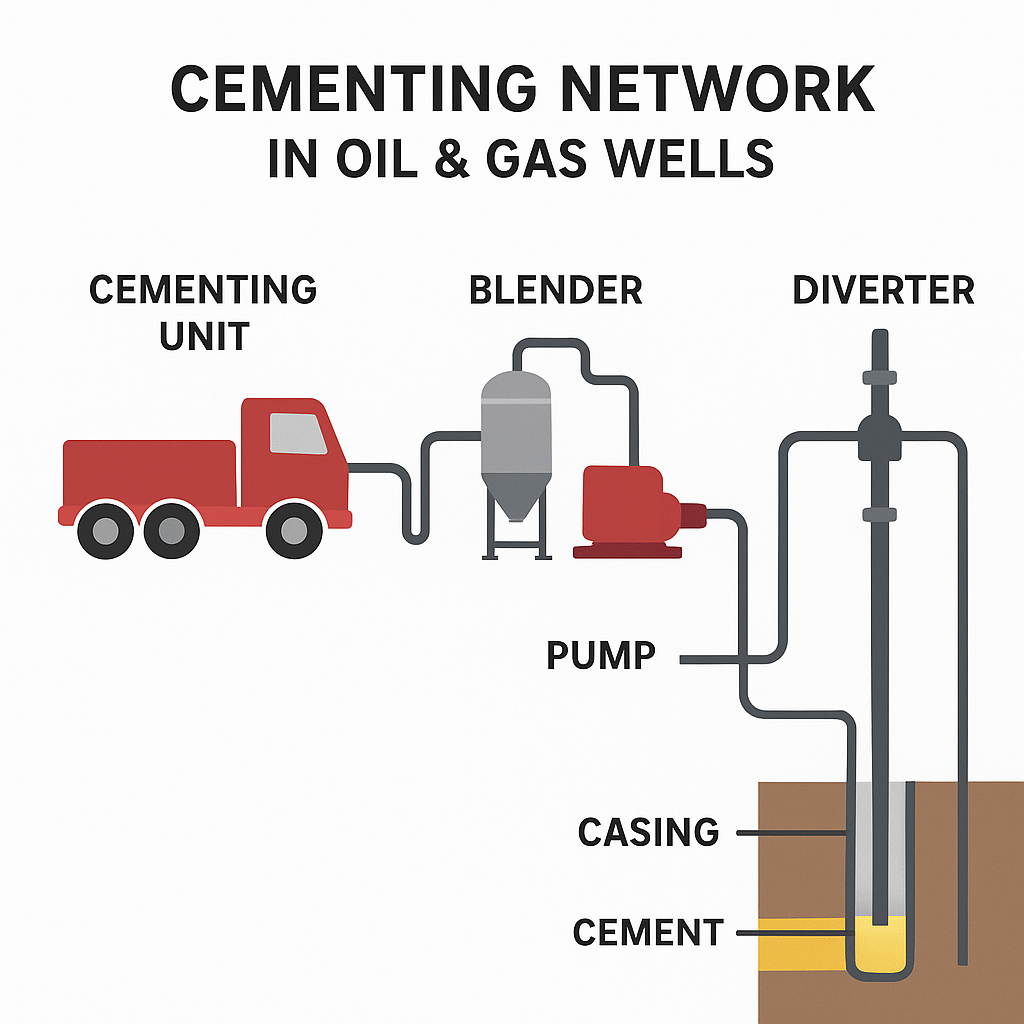 CEMENTING NETWORK
IN OIL & GAS WELLS
CEMENTING
UNIT
BLENDER
DIVERTER
PUMP
CASING
CEMENT